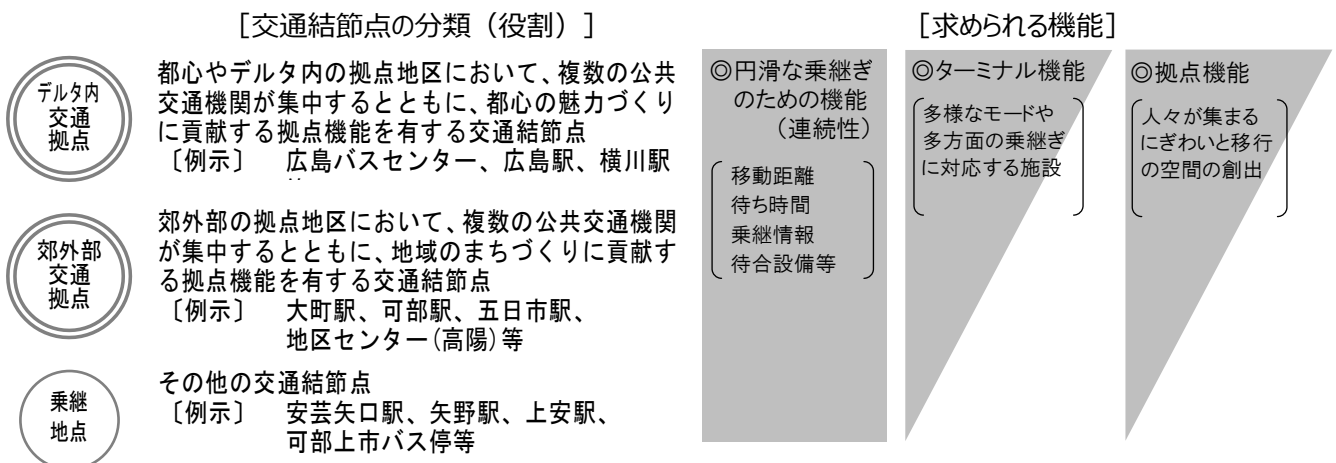 [交通結節点の分類（役割）]
デルタ内
交通
拠点
都心やデルタ内の拠点地区において、複数の公共
交通機関が集中するとともに、都心の魅力づくり
に貢献する拠点機能を有する交通結節点
〔例示〕 広島バスセンター、広島駅、横川駅
郊外部
交通
拠点
郊外部の拠点地区において、複数の公共交通機関
が集中するとともに、地域のまちづくりに貢献す
る拠点機能を有する交通結節点
〔例示〕 大町駅、可部駅、五日市駅、
地区センター(高陽)等
乗継
地点
その他の交通結節点
〔例示〕 安芸矢口駅、矢野駅、上安駅、
可部上市バス停等
[求められる機能]
◎円滑な乗継ぎ
のための機能
（連続性）
移動距離
待ち時間
乗継情報
待合設備等
◎ターミナル機能
多様なモードや
多方面の乗継ぎ
に対応する施設
◎拠点機能
人々が集まる
にぎわいと移行
の空間の創出